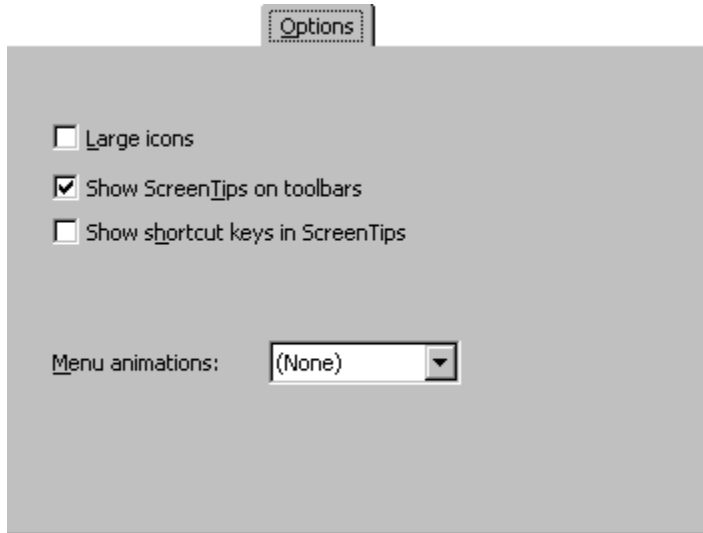 Options
Large icons
Show ScreenTips on toolbars
Show shortcut keys in ScreenTips
Menu animations: (None)